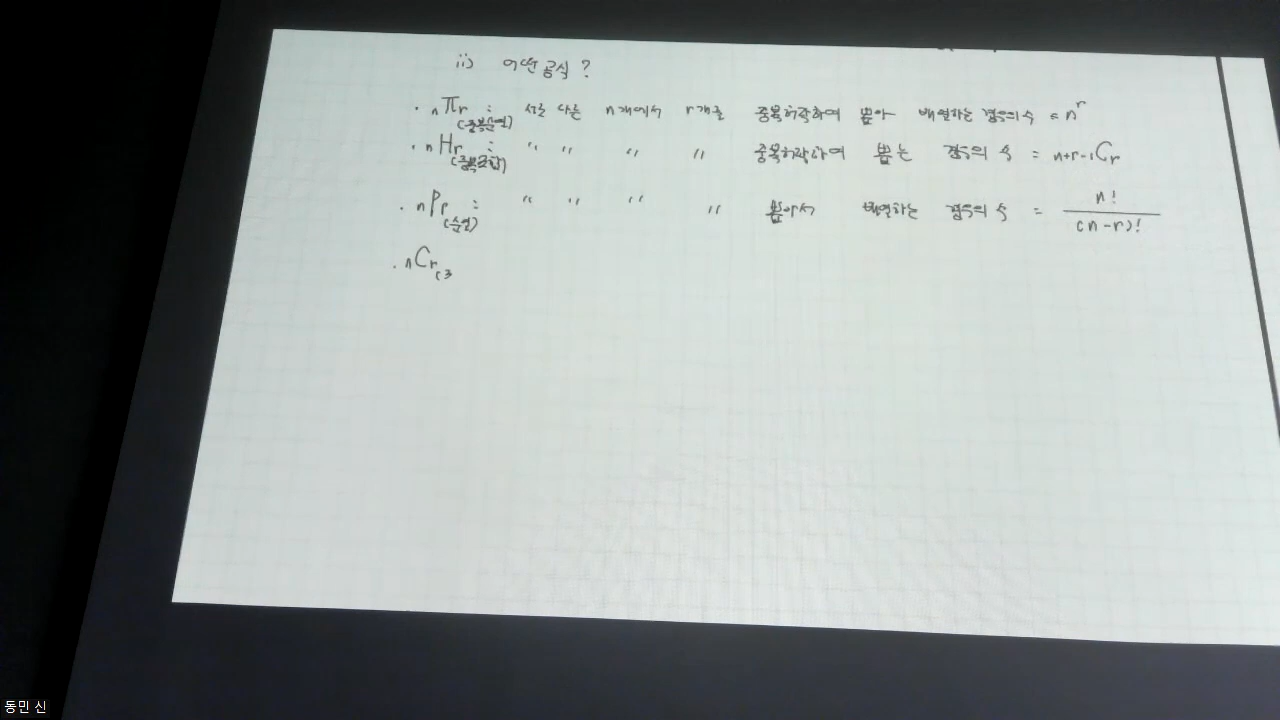 ii) 어떤 공식?
· nΠr : 서로 다른 n개에서 r개를 중복허락하여 뽑아 배열하는 경우의 수 = n^r
(중복순열)
· nHr : 〃 〃 〃 〃 중복허락하여 뽑는 경우의 수 = n+r-1Cr
(중복조합)
· nPr : 〃 〃 〃 〃 뽑아서 배열하는 경우의 수 = n! / (n-r)!
(순열)
· nCr
동민 신